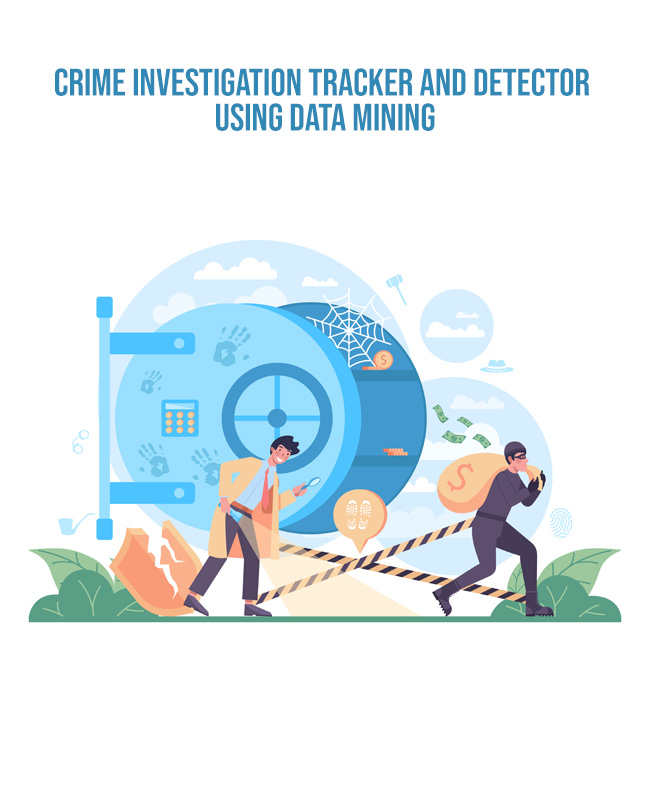 CRIME INVESTIGATION TRACKER AND DETECTOR
USING DATA MINING
$
$